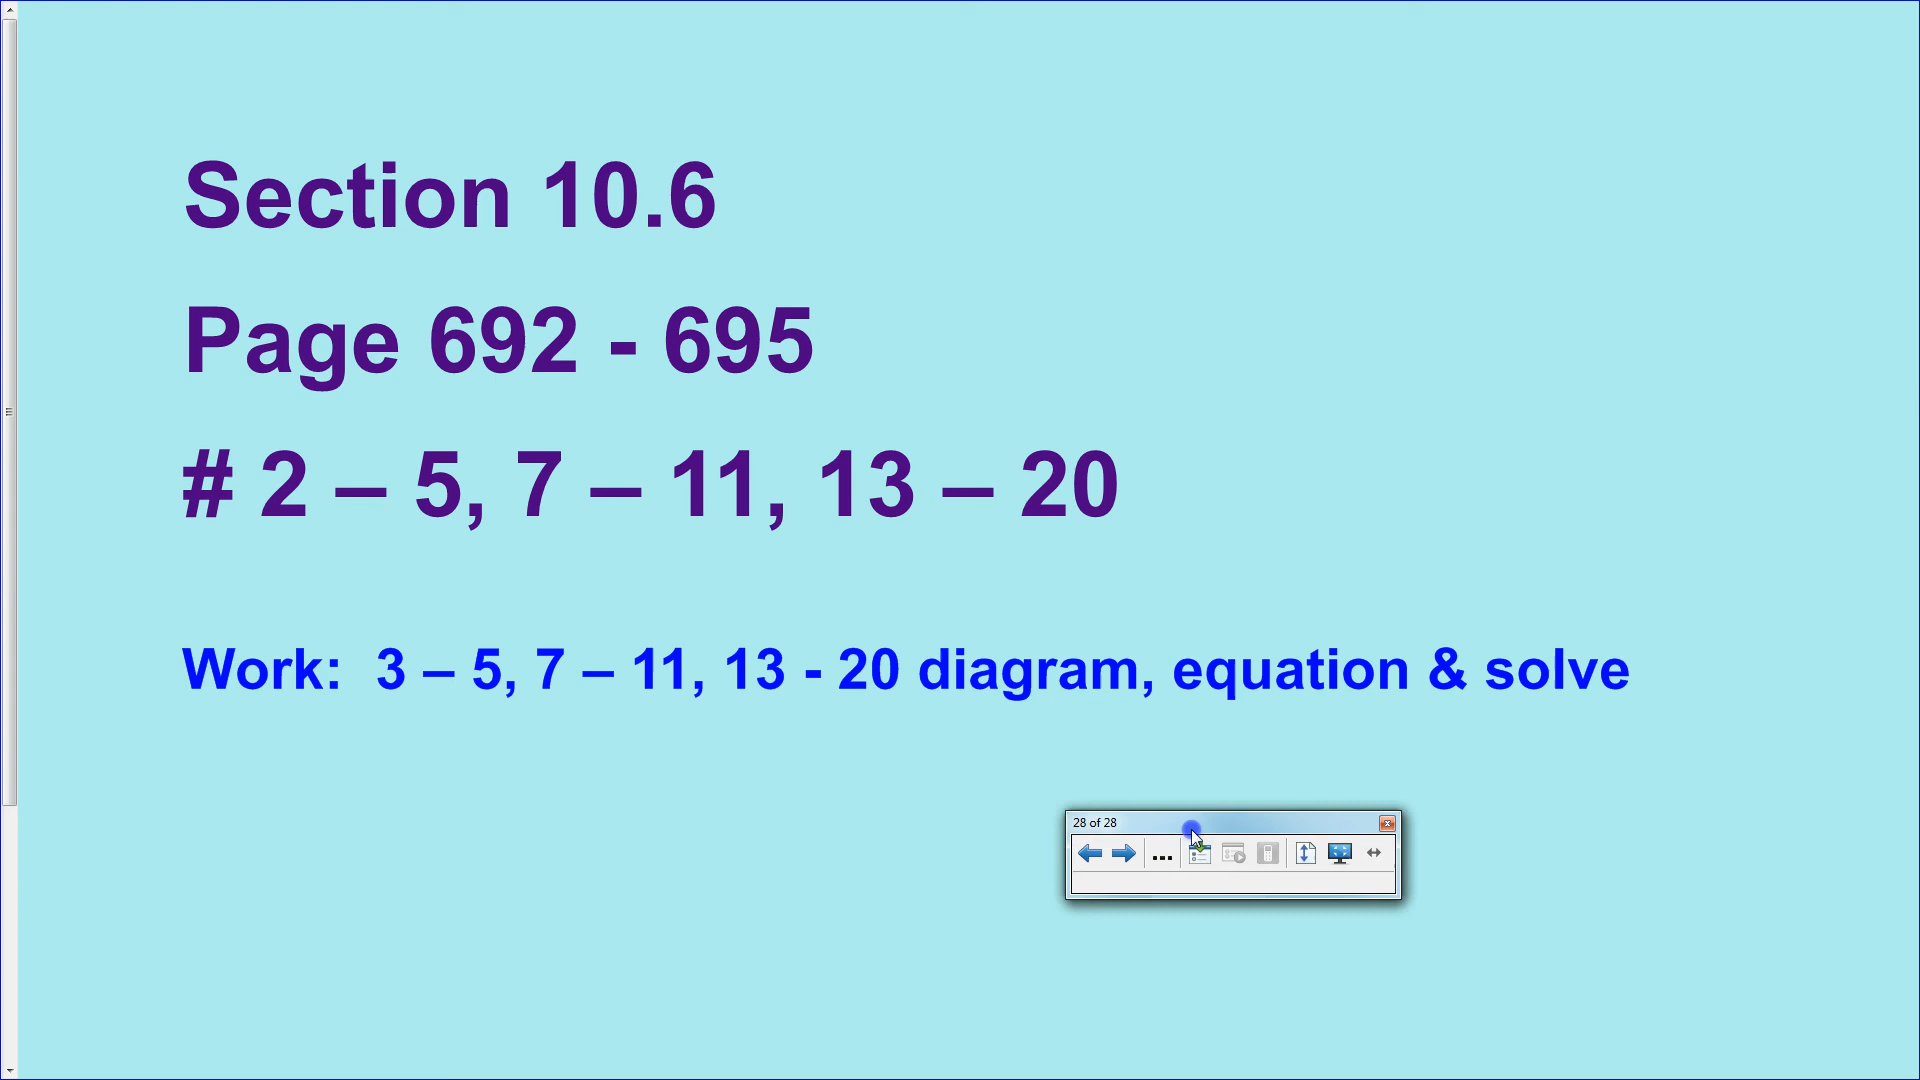 Section 10.6
Page 692 - 695
# 2 – 5, 7 – 11, 13 – 20
Work:  3 – 5, 7 – 11, 13 - 20 diagram, equation & solve
28 of 28